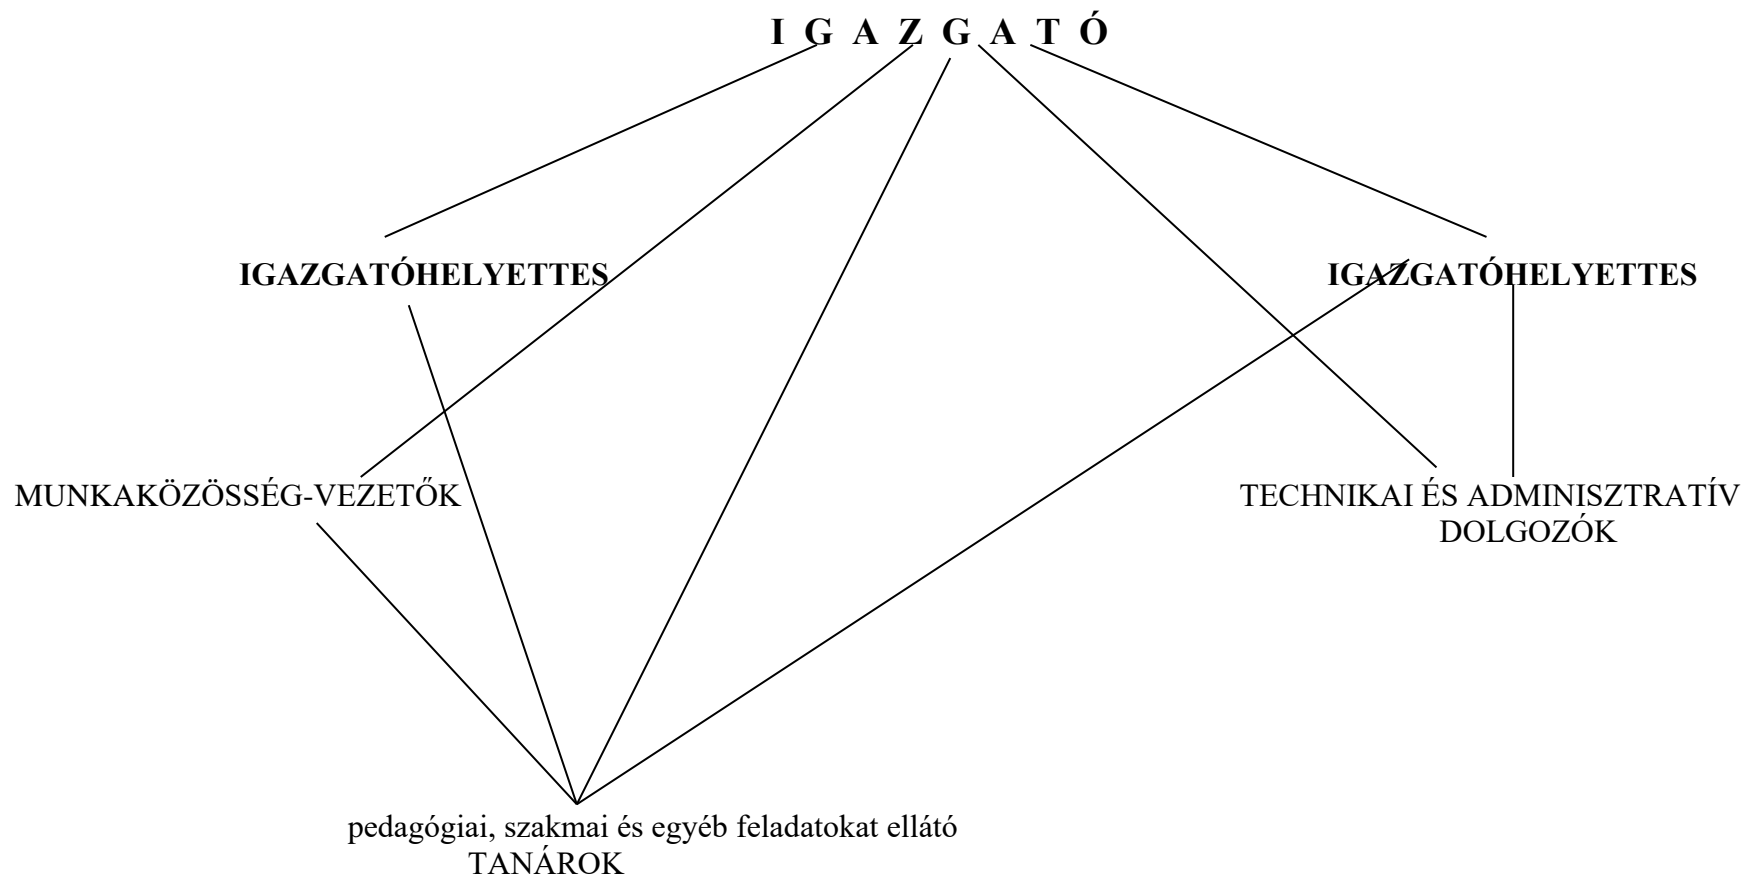 I G A Z G A T Ó
IGAZGATÓHELYETTES
IGAZGATÓHELYETTES
MUNKAKÖZÖSSÉG-VEZETŐK
TECHNIKAI ÉS ADMINISZTRATÍV
DOLGOZÓK
pedagógiai, szakmai és egyéb feladatokat ellátó
TANÁROK